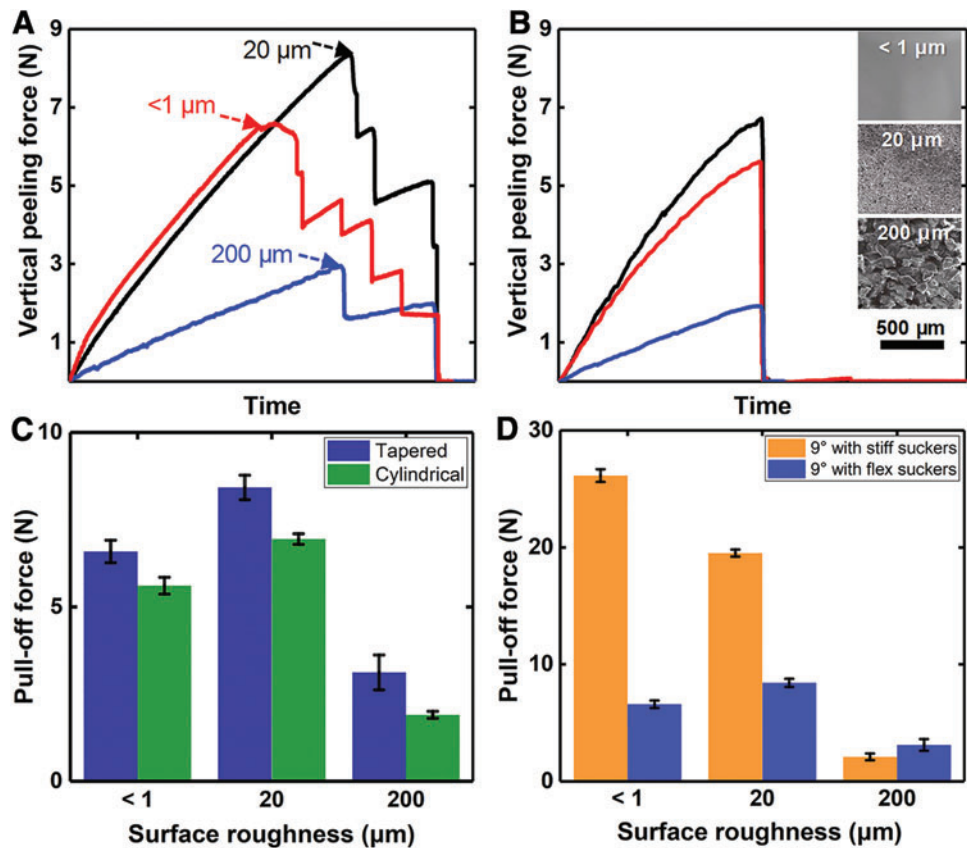 A
Vertical peeling force (N)
9
7
5
3
1
20 μm
<1 μm
200 μm
Time
B
Vertical peeling force (N)
9
7
5
3
1
< 1 μm
20 μm
200 μm
500 μm
Time
C
Pull-off force (N)
10
5
0
Tapered
Cylindrical
< 1
20
200
Surface roughness (μm)
D
Pull-off force (N)
30
20
10
0
9° with stiff suckers
9° with flex suckers
< 1
20
200
Surface roughness (μm)